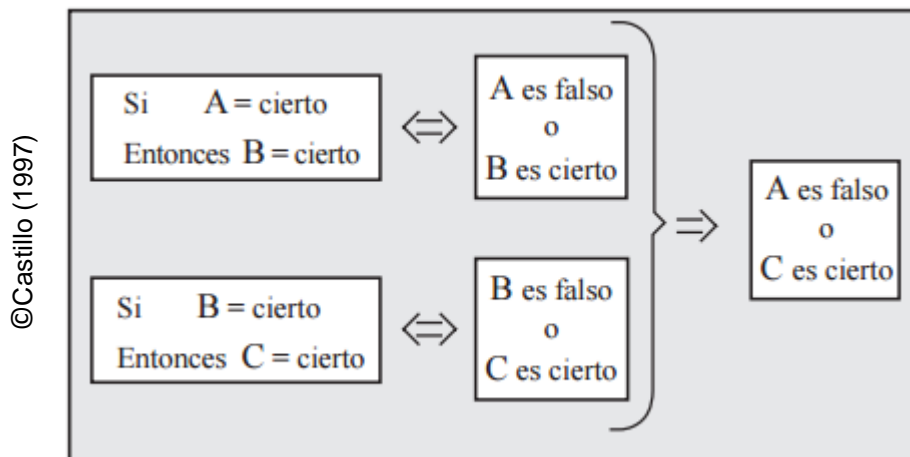 ©Castillo (1997)
Si A = cierto
Entonces B = cierto
⇔
A es falso
o
B es cierto
Si B = cierto
Entonces C = cierto
⇔
B es falso
o
C es cierto
⇒
A es falso
o
C es cierto